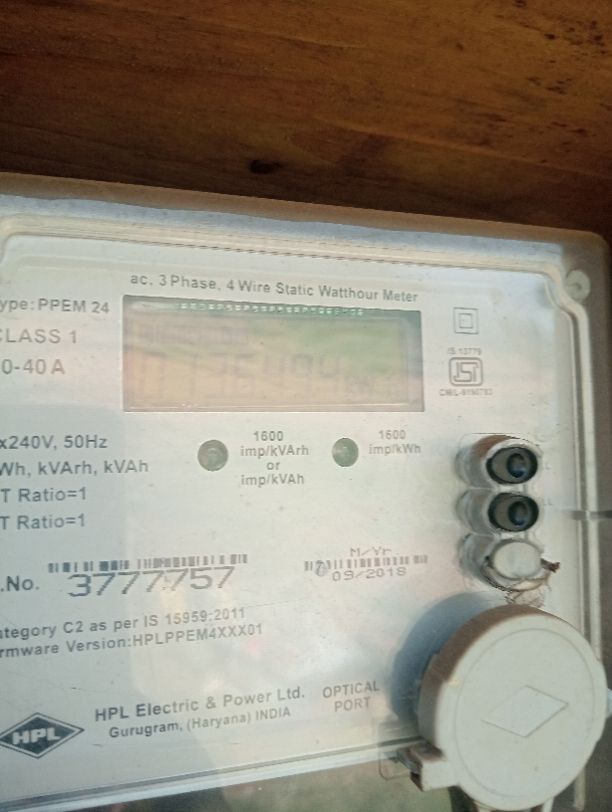 ac, 3 Phase, 4 Wire Static Watthour Meter
ype: PPEM 24
CLASS 1
0-40 A
IS 13779
x240V, 50Hz
Wh, kVArh, kVAh
T Ratio=1
T Ratio=1
1600
imp/kVArh
or
imp/kVAh
1600
imp/kWh
.No.
3777757
M/Yr
09/2018
ategory C2 as per IS 15959:2011
rmware Version:HPLPPEM4XXX01
HPL
HPL Electric & Power Ltd.
Gurugram, (Haryana) INDIA
OPTICAL
PORT